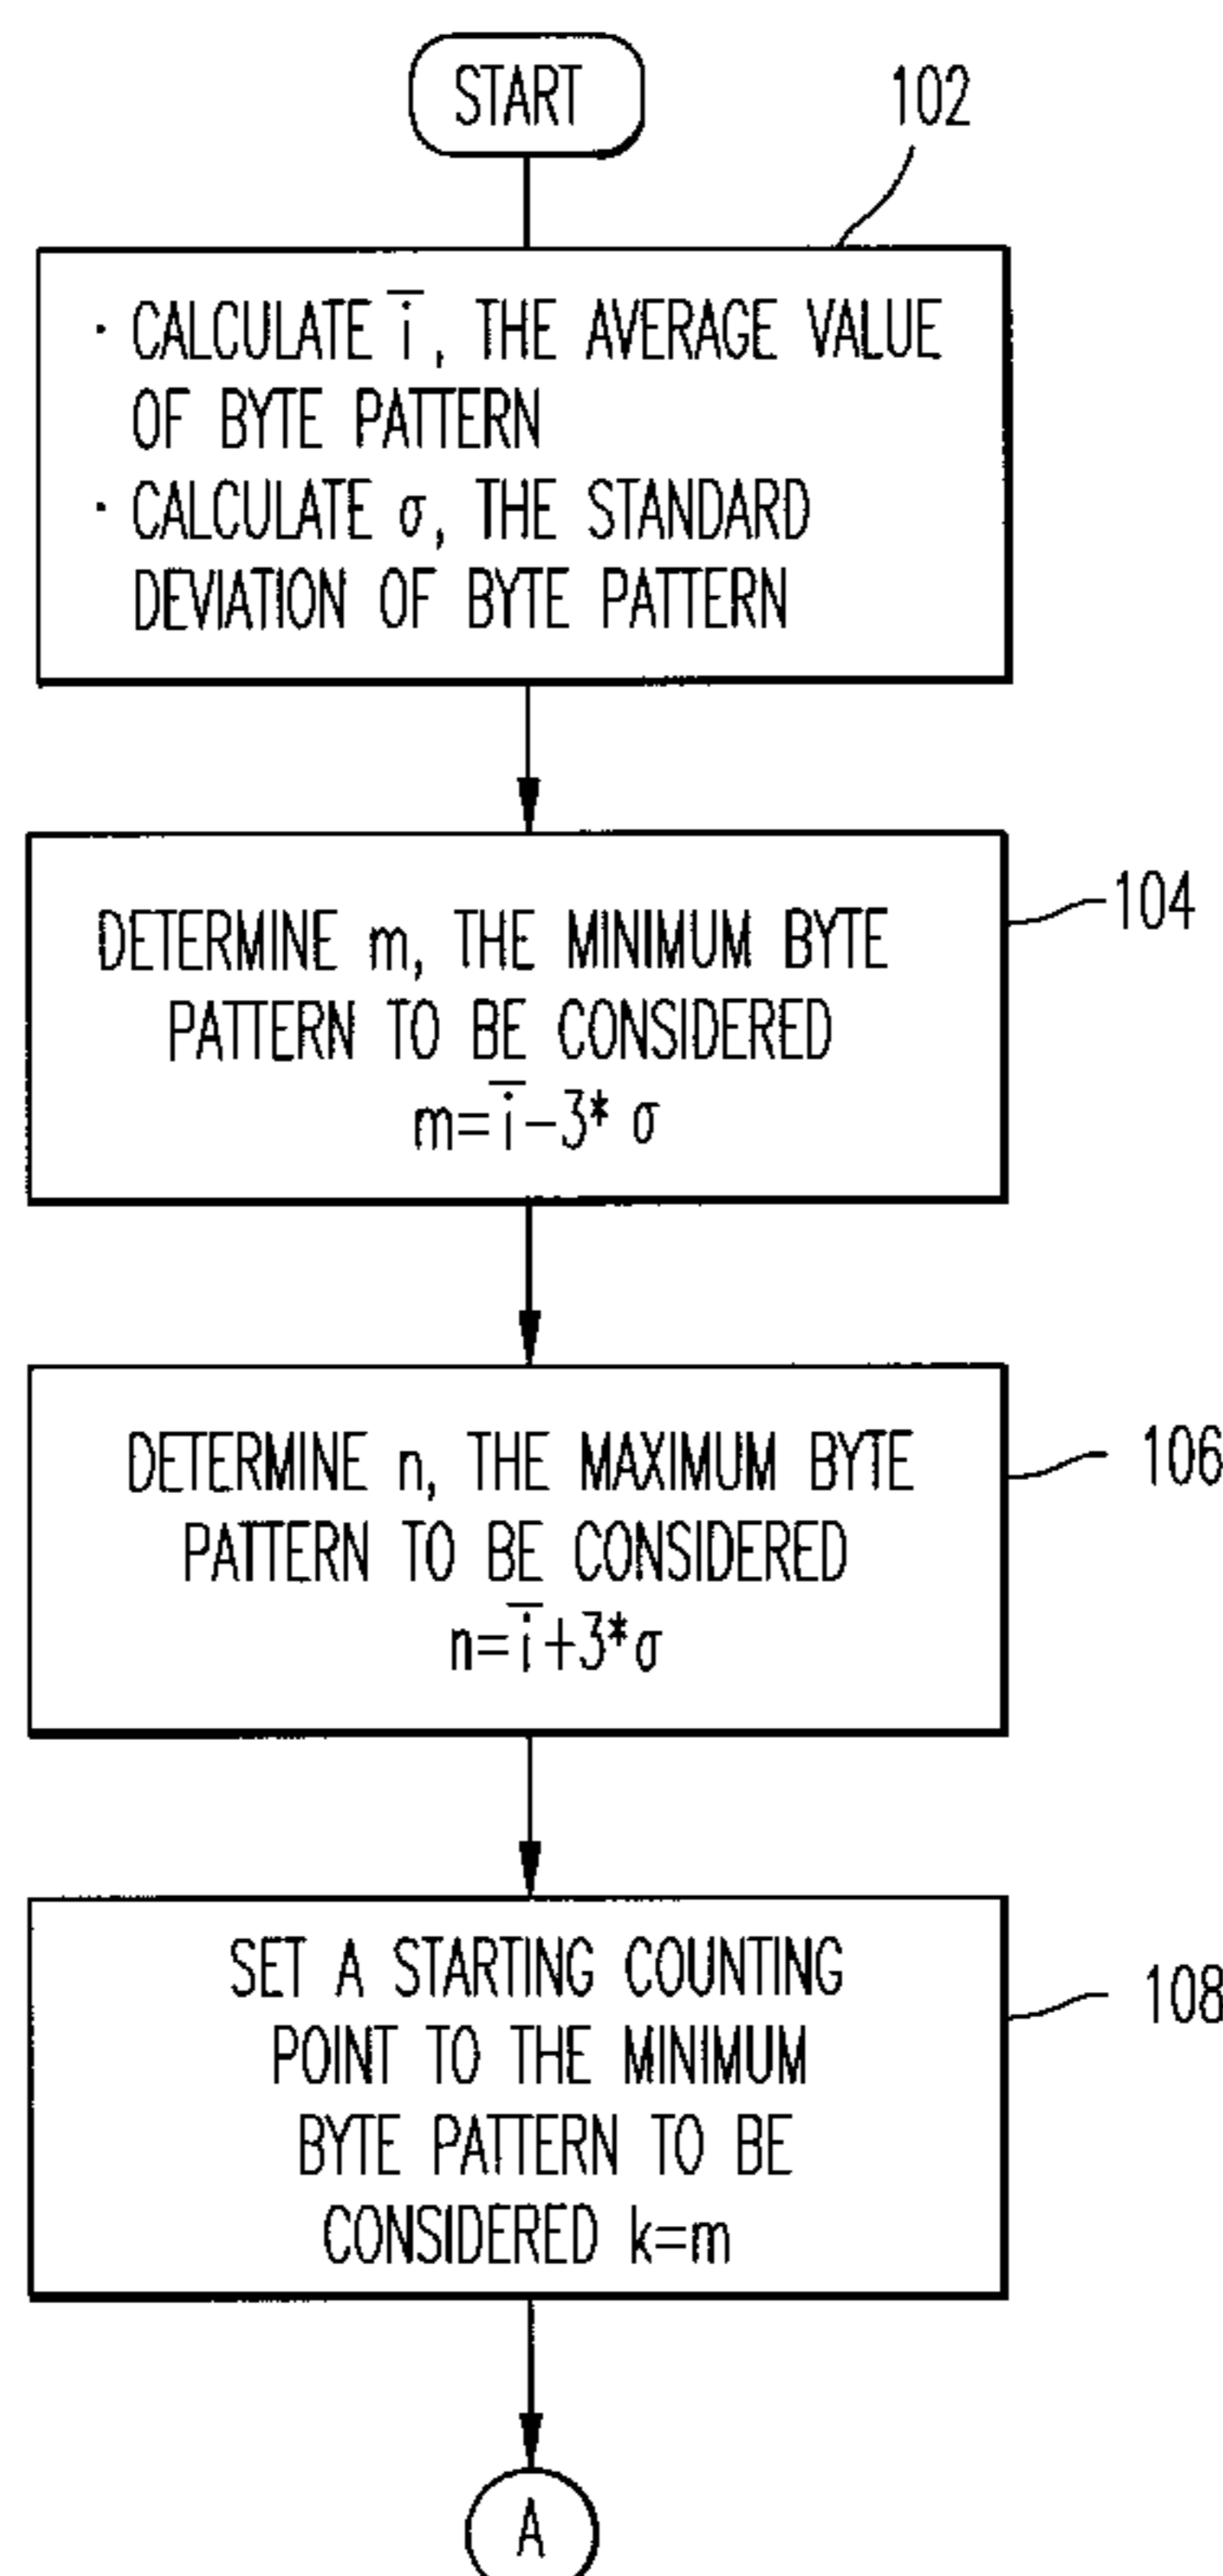 START
102
· CALCULATE i̅, THE AVERAGE VALUE
OF BYTE PATTERN
· CALCULATE σ, THE STANDARD
DEVIATION OF BYTE PATTERN
104
DETERMINE m, THE MINIMUM BYTE
PATTERN TO BE CONSIDERED
m=i̅-3* σ
106
DETERMINE n, THE MAXIMUM BYTE
PATTERN TO BE CONSIDERED
n=i̅+3*σ
108
SET A STARTING COUNTING
POINT TO THE MINIMUM
BYTE PATTERN TO BE
CONSIDERED k=m
A